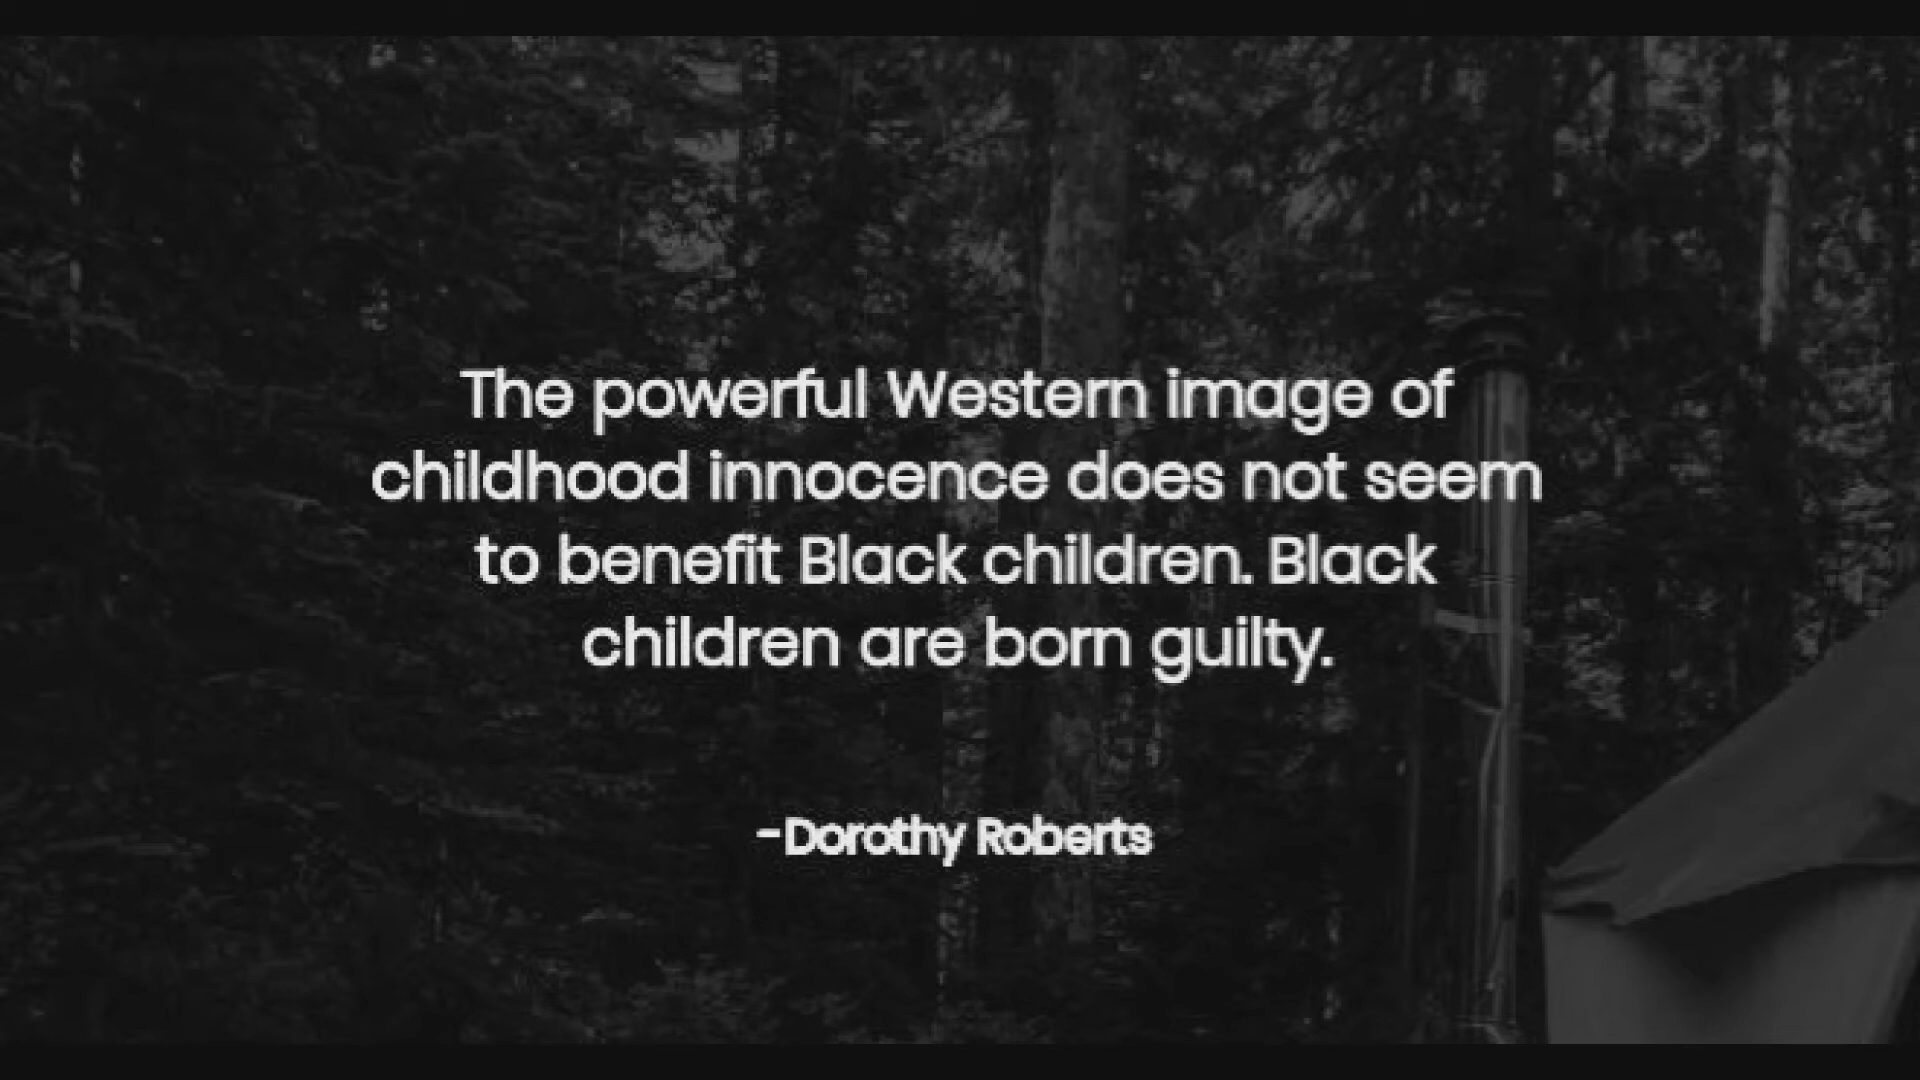 The powerful Western image of
childhood innocence does not seem
to benefit Black children. Black
children are born guilty.
-Dorothy Roberts